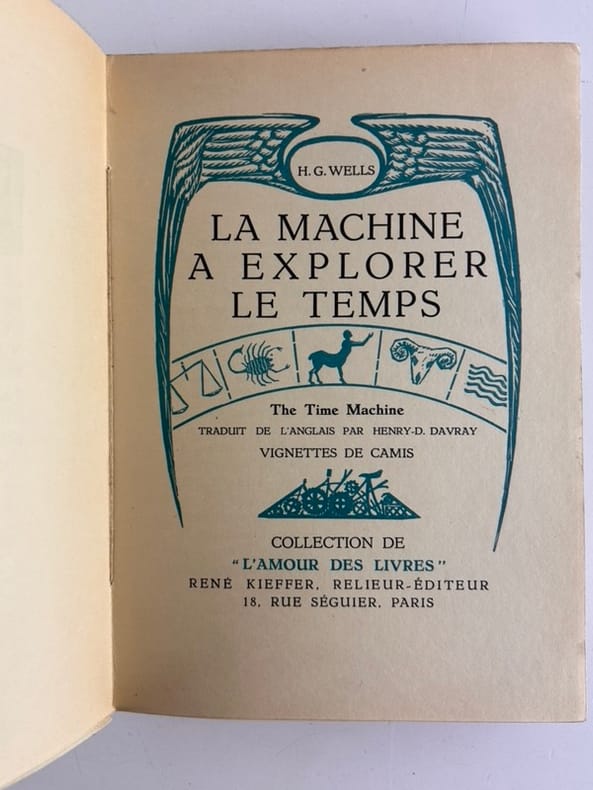 H. G. WELLS
LA MACHINE
A EXPLORER
LE TEMPS
The Time Machine
TRADUIT DE L'ANGLAIS PAR HENRY-D. DAVRAY
VIGNETTES DE CAMIS
COLLECTION DE
"L'AMOUR DES LIVRES"
RENÉ KIEFFER, RELIEUR-ÉDITEUR
18, RUE SÉGUIER, PARIS